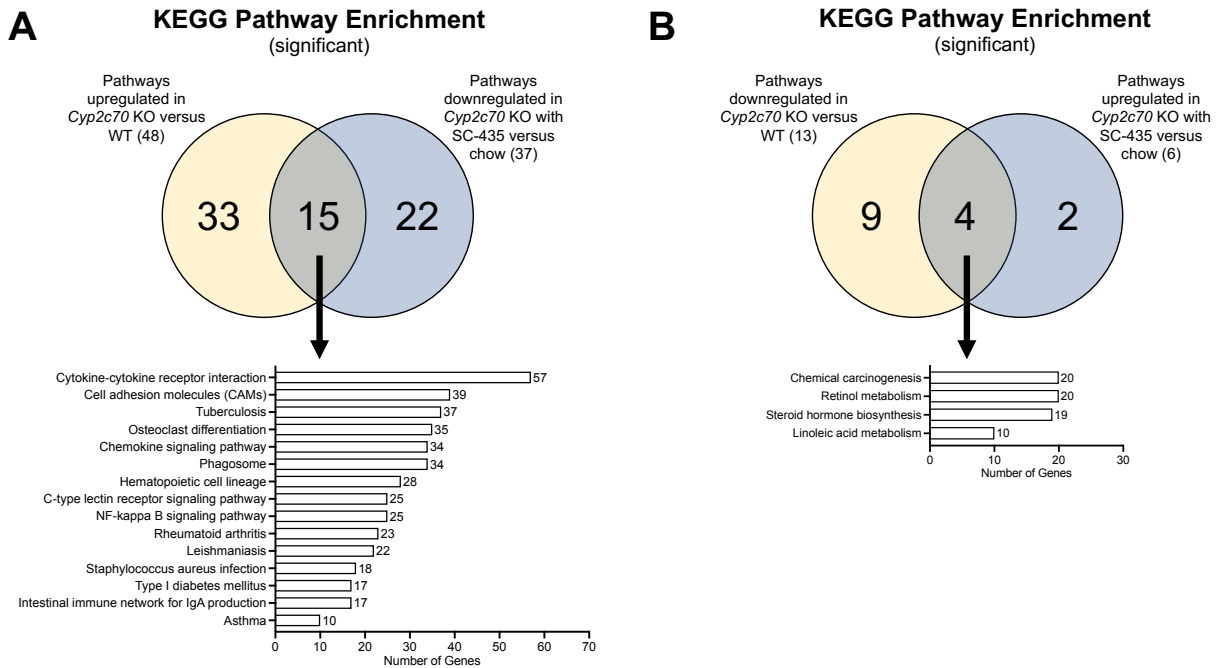 A
KEGG Pathway Enrichment
(significant)
Pathways
upregulated in
Cyp2c70 KO versus
WT (48)
Pathways
downregulated in
Cyp2c70 KO with
SC-435 versus
chow (37)
33
15
22
Cytokine-cytokine receptor interaction 57
Cell adhesion molecules (CAMs) 39
Tuberculosis 37
Osteoclast differentiation 35
Chemokine signaling pathway 34
Phagosome 34
Hematopoietic cell lineage 28
C-type lectin receptor signaling pathway 25
NF-kappa B signaling pathway 25
Rheumatoid arthritis 23
Leishmaniasis 22
Staphylococcus aureus infection 18
Type I diabetes mellitus 17
Intestinal immune network for IgA production 17
Asthma 10
0 10 20 30 40 50 60 70
Number of Genes
B
KEGG Pathway Enrichment
(significant)
Pathways
downregulated in
Cyp2c70 KO versus
WT (13)
Pathways
upregulated in
Cyp2c70 KO with
SC-435 versus
chow (6)
9
4
2
Chemical carcinogenesis 20
Retinol metabolism 20
Steroid hormone biosynthesis 19
Linoleic acid metabolism 10
0 10 20 30
Number of Genes